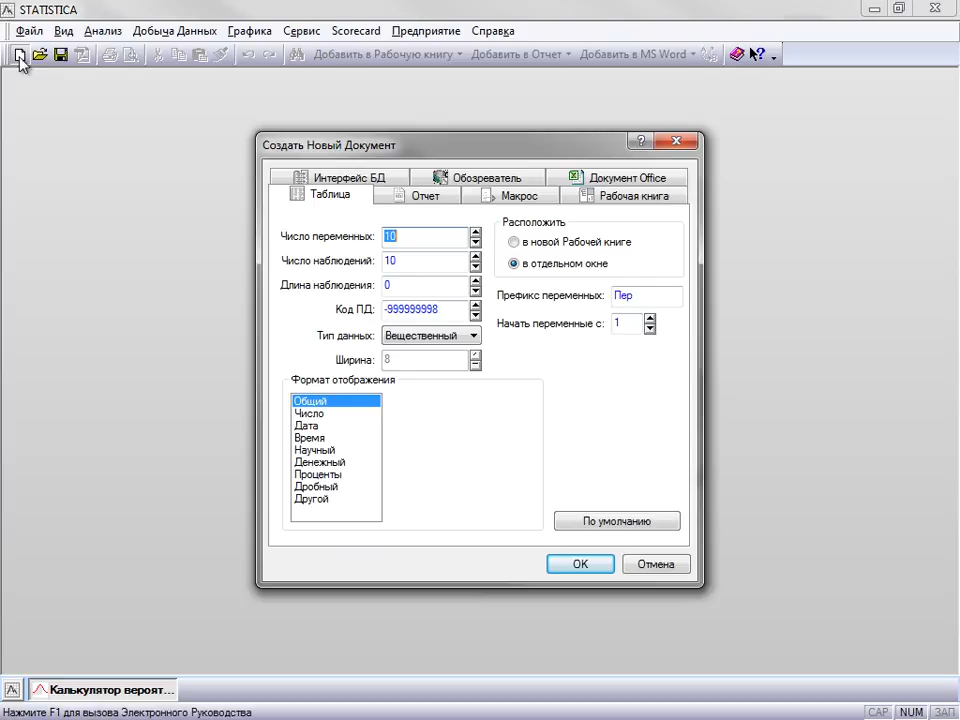 STATISTICA
Файл Вид Анализ Добыча Данных Графика Сервис Scorecard Предприятие Справка
Добавить в Рабочую книгу Добавить в Отчет Добавить в MS Word
Создать Новый Документ
Интерфейс БД Обозреватель Документ Office
Таблица Отчет Макрос Рабочая книга
Число переменных: 10
Число наблюдений: 10
Длина наблюдения: 0
Код ПД: -999999998
Тип данных: Вещественный
Ширина: 8
Расположить
в новой Рабочей книге
в отдельном окне
Префикс переменных: Пер
Начать переменные с: 1
Формат отображения
Общий
Число
Дата
Время
Научный
Денежный
Проценты
Дробный
Другой
По умолчанию
OK Отмена
Калькулятор вероят...
Нажмите F1 для вызова Электронного Руководства
CAP NUM ЗАП